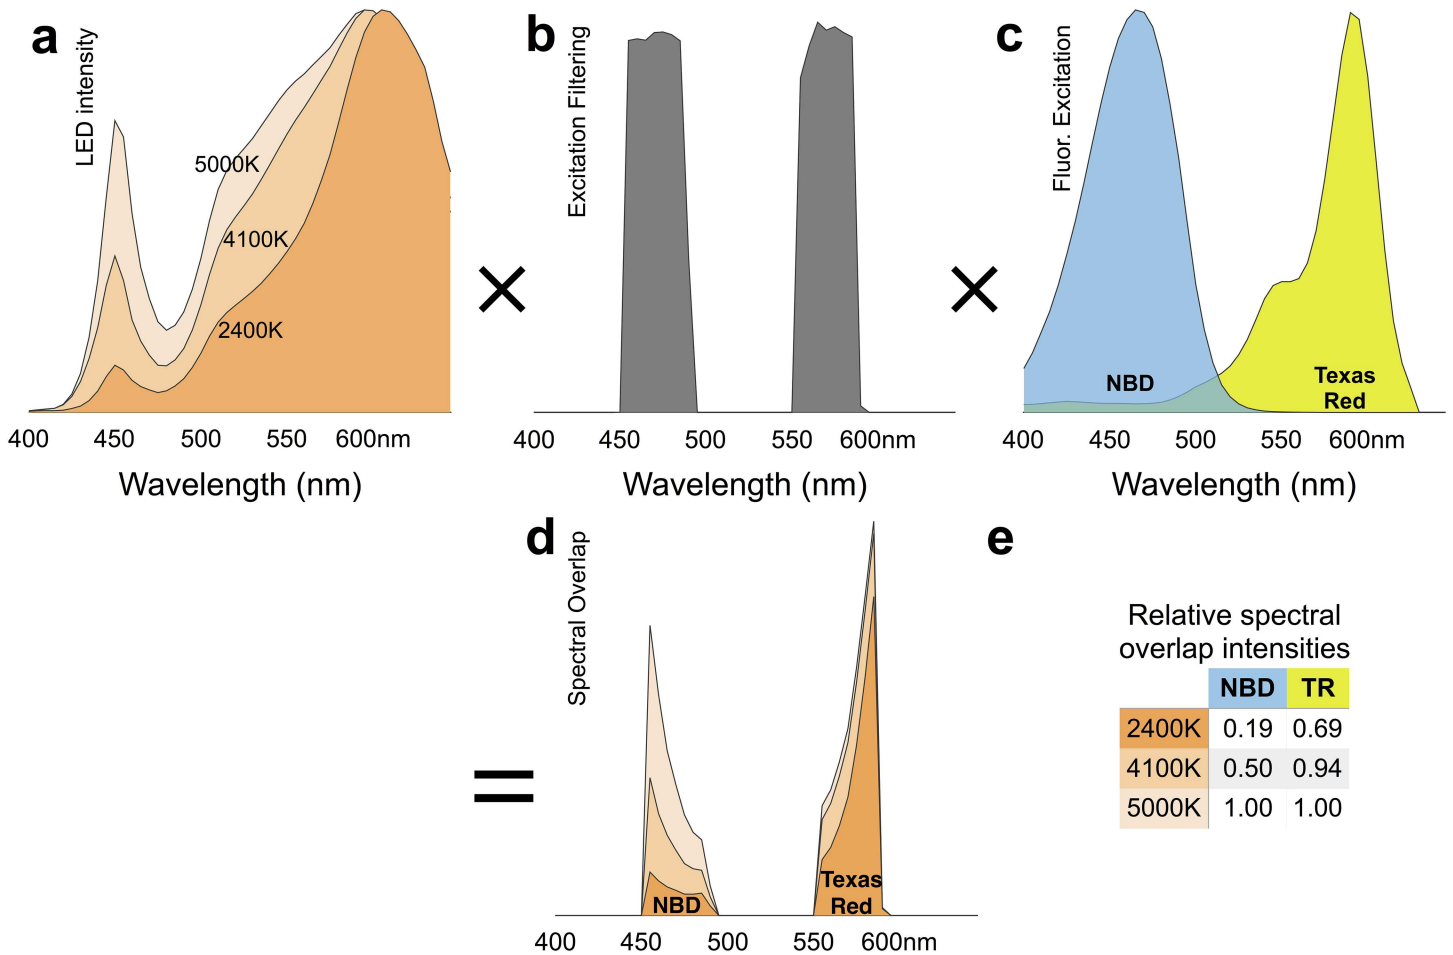 a
LED intensity
5000K
4100K
2400K
400 450 500 550 600nm
Wavelength (nm)
×
b
Excitation Filtering
400 450 500 550 600nm
Wavelength (nm)
×
c
Fluor. Excitation
NBD
Texas
Red
400 450 500 550 600nm
Wavelength (nm)
=
d
Spectral Overlap
NBD
Texas
Red
400 450 500 550 600nm
e
Relative spectral
overlap intensities
NBD TR
2400K 0.19 0.69
4100K 0.50 0.94
5000K 1.00 1.00